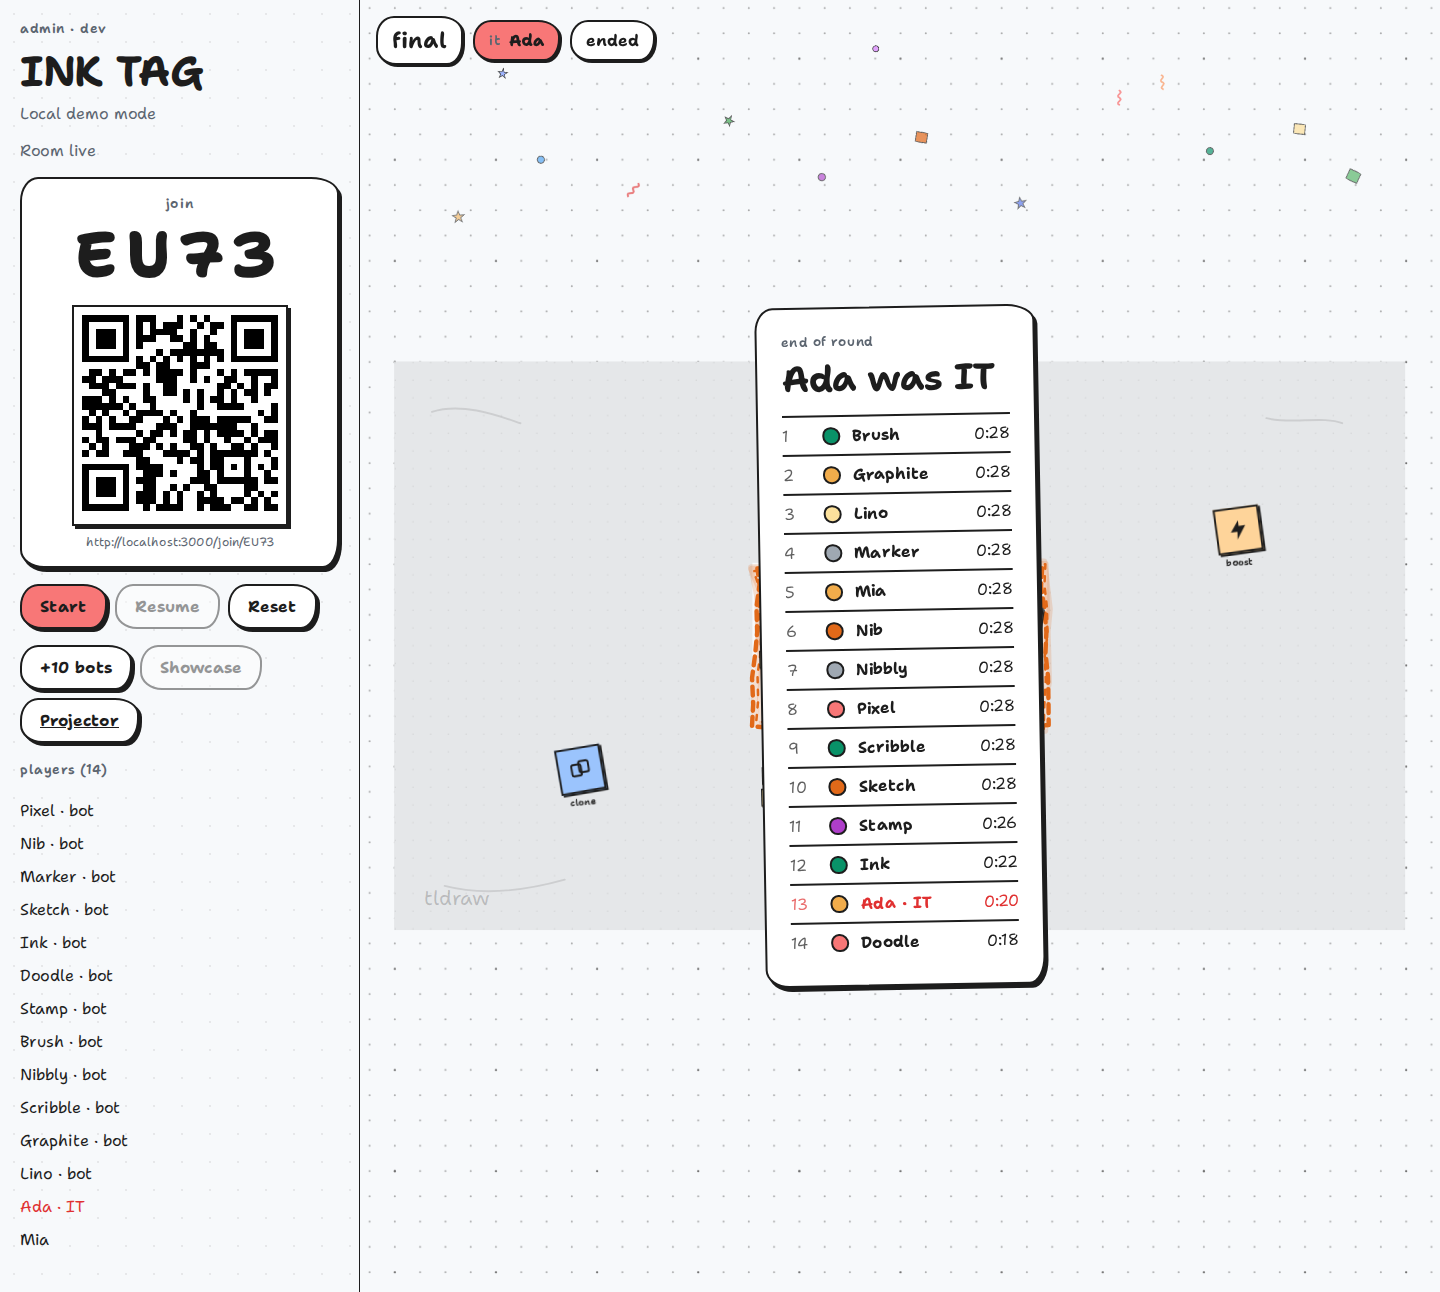 admin · dev
INK TAG
Local demo mode
Room live
join
EU73
http://localhost:3000/join/EU73
Start
Resume
Reset
+10 bots
Showcase
Projector
players (14)
Pixel · bot
Nib · bot
Marker · bot
Sketch · bot
Ink · bot
Doodle · bot
Stamp · bot
Brush · bot
Nibbly · bot
Scribble · bot
Graphite · bot
Lino · bot
Ada · IT
Mia
final
it Ada
ended
end of round
Ada was IT
1 Brush 0:28
2 Graphite 0:28
3 Lino 0:28
4 Marker 0:28
5 Mia 0:28
6 Nib 0:28
7 Nibbly 0:28
8 Pixel 0:28
9 Scribble 0:28
10 Sketch 0:28
11 Stamp 0:26
12 Ink 0:22
13 Ada · IT 0:20
14 Doodle 0:18
boost
clone
tldraw